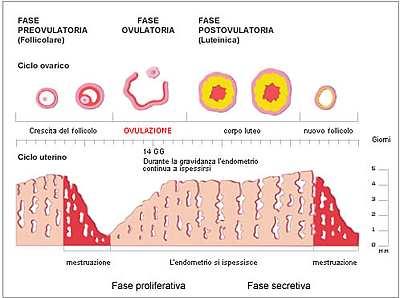 FASE
PREOVULATORIA
(Follicolare)
FASE
OVULATORIA
FASE
POSTOVULATORIA
(Luteinica)
Ciclo ovarico
Crescita del follicolo
OVULAZIONE
corpo luteo
nuovo follicolo
Giorni
14 GG
Ciclo uterino
Durante la gravidanza l'endometrio
continua a ispessirsi
5
4
3
2
1
0
H H
mestruazione
L'endometrio si ispessisce
mestruazione
Fase proliferativa
Fase secretiva